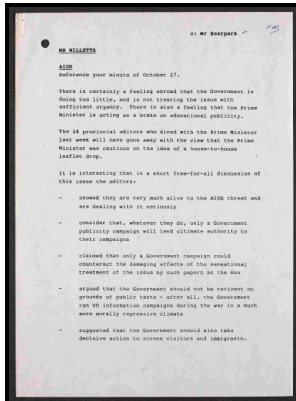 c: Mr Bearpark
MR WILLETTS
AIDS
Reference your minute of October 27.
There is certainly a feeling abroad that the Government is
doing too little, and is not treating the issue with
sufficient urgency. There is also a feeling that the Prime
Minister is acting as a brake on educational publicity.
The 24 provincial editors who dined with the Prime Minister
last week will have gone away with the view that the Prime
Minister was cautious on the idea of a house-to-house
leaflet drop.
It is interesting that in a short free-for-all discussion of
this issue the editors:
- showed they are very much alive to the AIDS threat and
are dealing with it seriously
- consider that, whatever they do, only a Government
publicity campaign will lend ultimate authority to
their campaigns
- claimed that only a Government campaign could
counteract the damaging effects of the sensational
treatment of the issue by such papers as the Sun
- argued that the Government should not be reticent on
grounds of public taste - after all, the Government
ran VD information campaigns during the war in a much
more morally repressive climate
- suggested that the Government should also take
decisive action to screen visitors and immigrants.